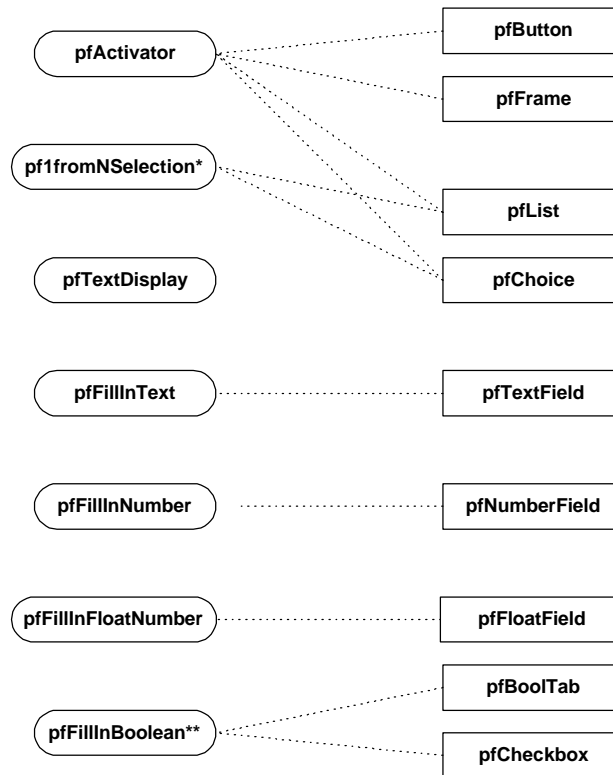 pfActivator
pfButton
pfFrame
pf1fromNSelection*
pfList
pfTextDisplay
pfChoice
pfFillInText
pfTextField
pfFillInNumber
pfNumberField
pfFillInFloatNumber
pfFloatField
pfBoolTab
pfFillInBoolean**
pfCheckbox